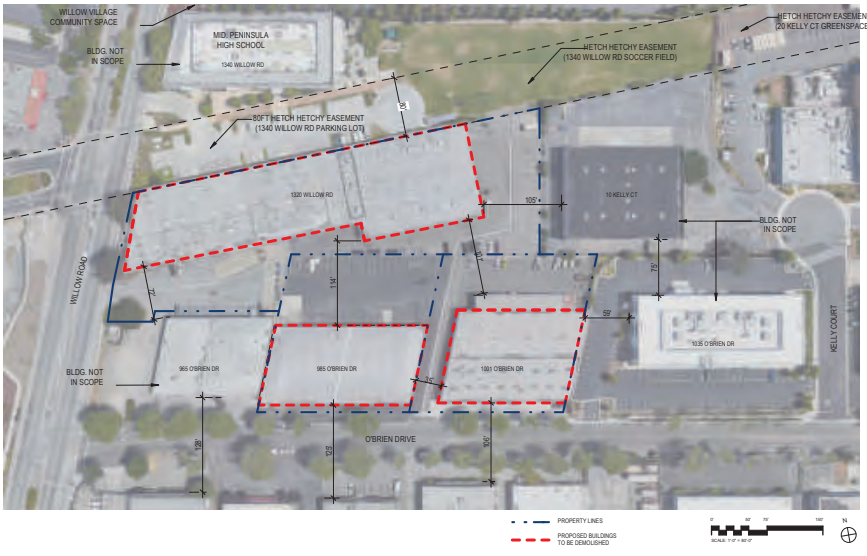 WILLOW VILLAGE
COMMUNITY SPACE
MID. PENINSULA
HIGH SCHOOL
1340 WILLOW RD
BLDG. NOT
IN SCOPE
HETCH HETCHY EASEMENT
(1340 WILLOW RD SOCCER FIELD)
HETCH HETCHY EASEMEN
(20 KELLY CT GREENSPACE
80FT HETCH HETCHY EASEMENT
(1340 WILLOW RD PARKING LOT)
1320 WILLOW RD
10 KELLY CT
105'
BLDG. NOT
IN SCOPE
WILLOW ROAD
114'
75'
59'
965 O'BRIEN DR
985 O'BRIEN DR
1001 O'BRIEN DR
1035 O'BRIEN DR
KELLY COURT
BLDG. NOT
IN SCOPE
128'
125'
106'
O'BRIEN DRIVE
PROPERTY LINES
PROPOSED BUILDINGS
TO BE DEMOLISHED
N